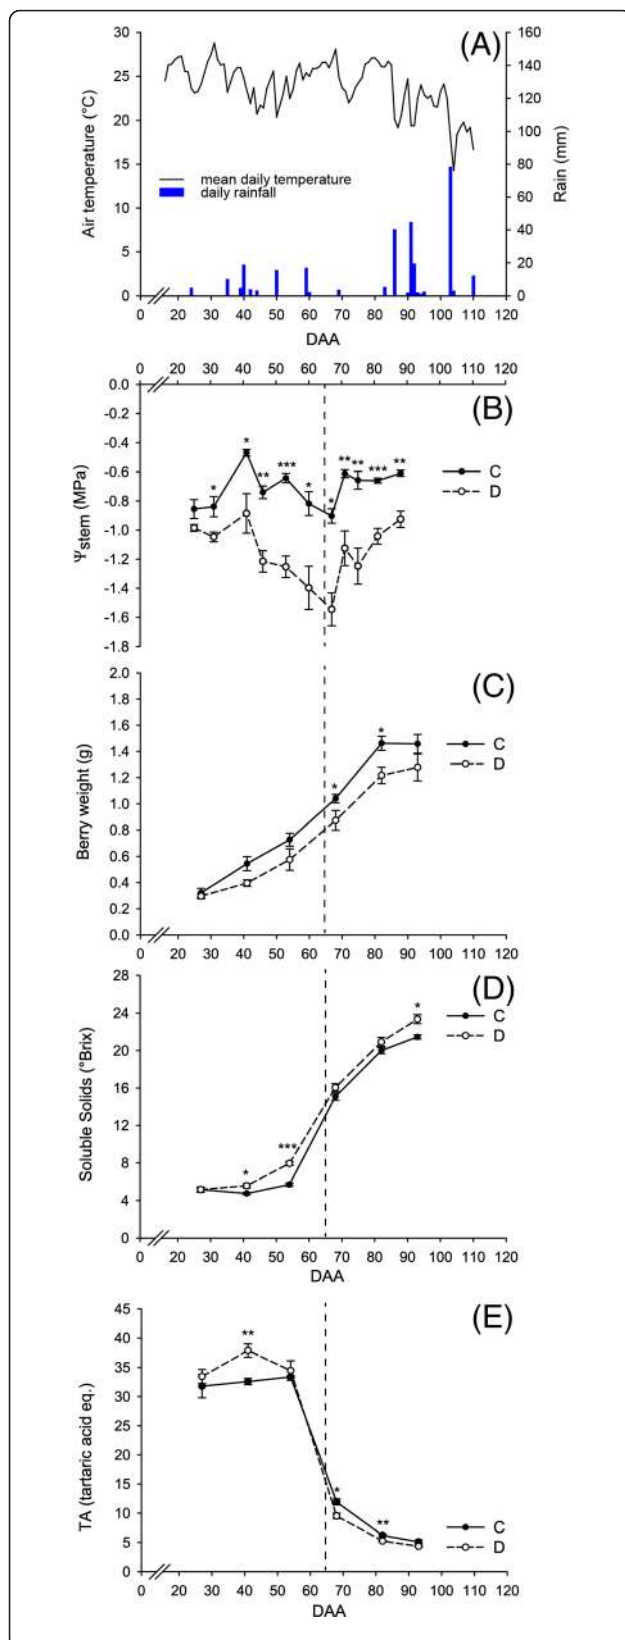 (A)
30 160
25 140
20 120
15 100
10 80
5 60
0 40
20
0
Air temperature (°C)
Rain (mm)
mean daily temperature
daily rainfall
0 20 30 40 50 60 70 80 90 100 110 120
DAA
0 20 30 40 50 60 70 80 90 100 110 120
(B)
0.0
-0.4
-0.6
-0.8
-1.0
-1.2
-1.4
-1.6
-1.8
Ψstem (MPa)
* * ** *** * * ** ** *** **
C
D
(C)
2.0
1.8
1.6
1.4
1.2
1.0
0.8
0.6
0.4
0.2
0.0
Berry weight (g)
* *
C
D
0 20 30 40 50 60 70 80 90 100 110 120
(D)
28
24
20
16
12
8
4
0
Soluble Solids (°Brix)
* *** *
C
D
0 20 30 40 50 60 70 80 90 100 110 120
DAA
(E)
45
40
35
30
25
20
15
10
5
0
TA (tartaric acid eq.)
** * **
C
D
0 20 30 40 50 60 70 80 90 100 110 120
DAA